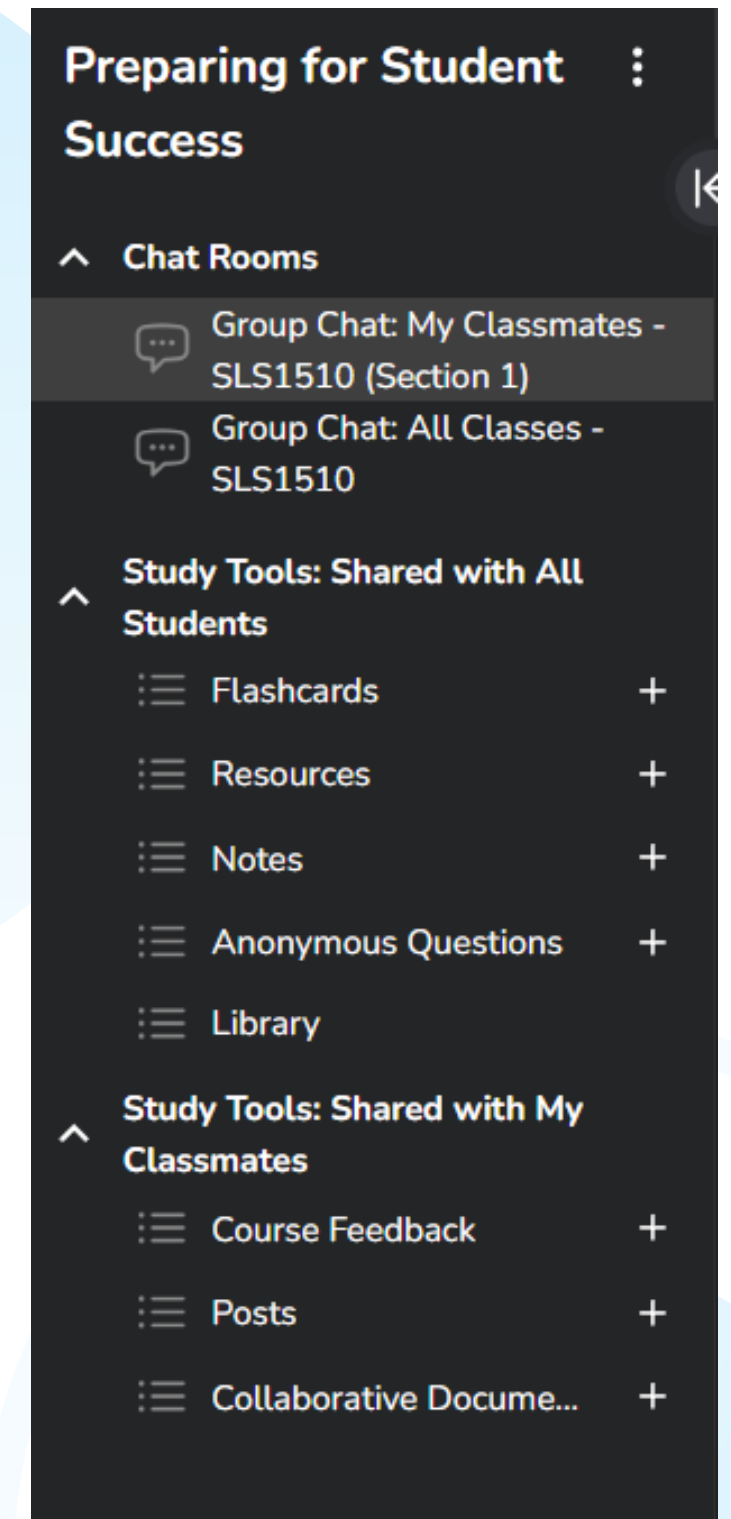 Preparing for Student
Success
Chat Rooms
Group Chat: My Classmates -
SLS1510 (Section 1)
Group Chat: All Classes -
SLS1510
Study Tools: Shared with All
Students
Flashcards
Resources
Notes
Anonymous Questions
Library
Study Tools: Shared with My
Classmates
Course Feedback
Posts
Collaborative Docume...